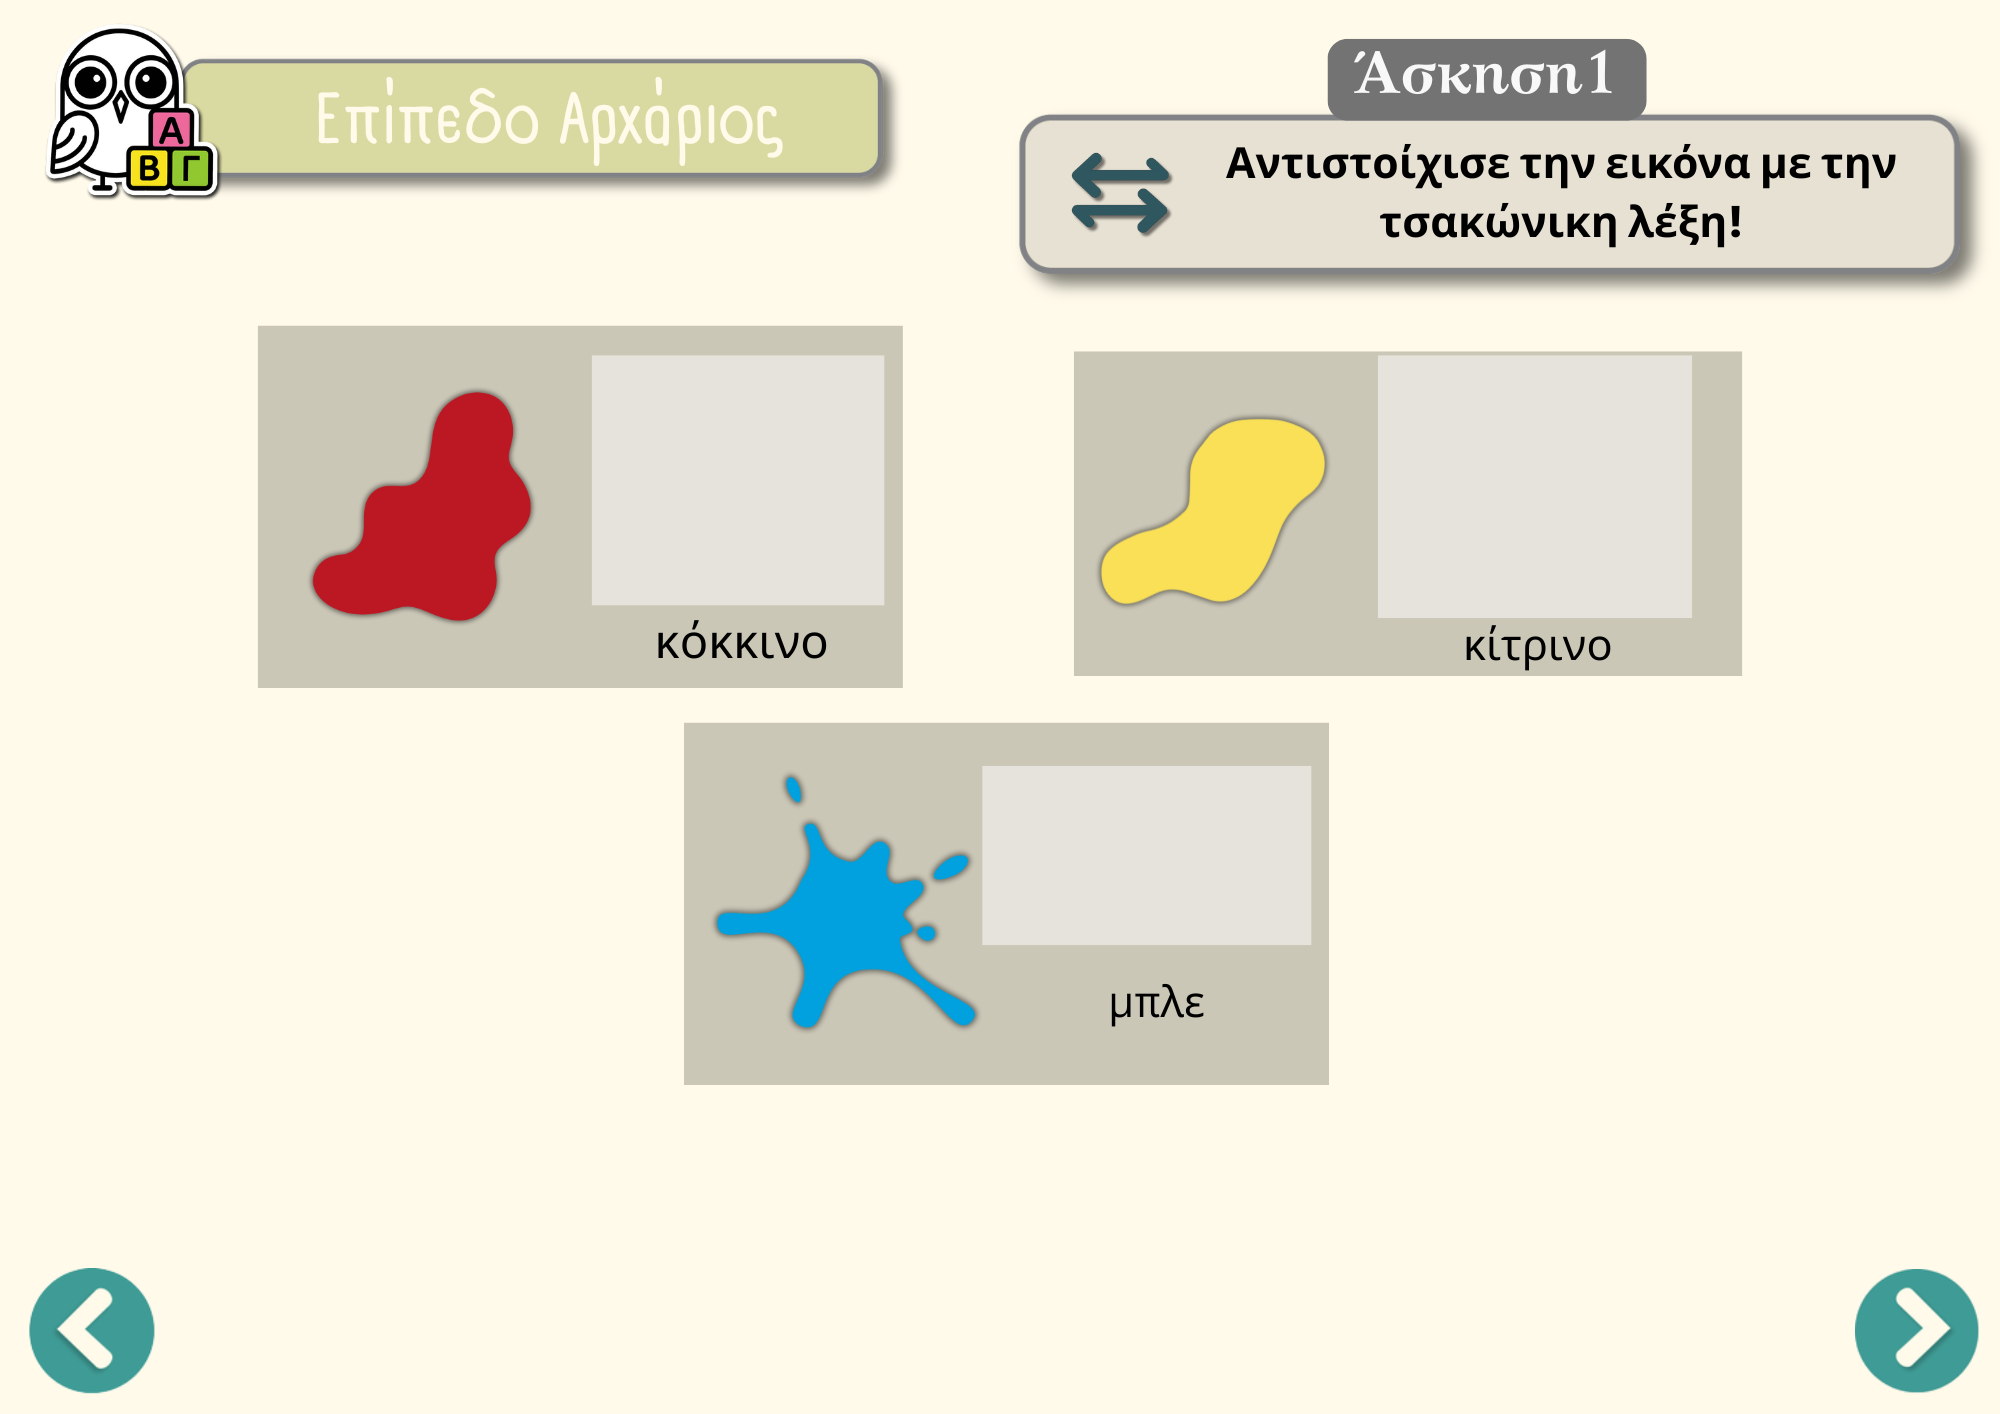 Επίπεδο Αρχάριος
Α
Β Γ
Άσκηση 1
Αντιστοίχισε την εικόνα με την
τσακώνικη λέξη!
κόκκινο
κίτρινο
μπλε